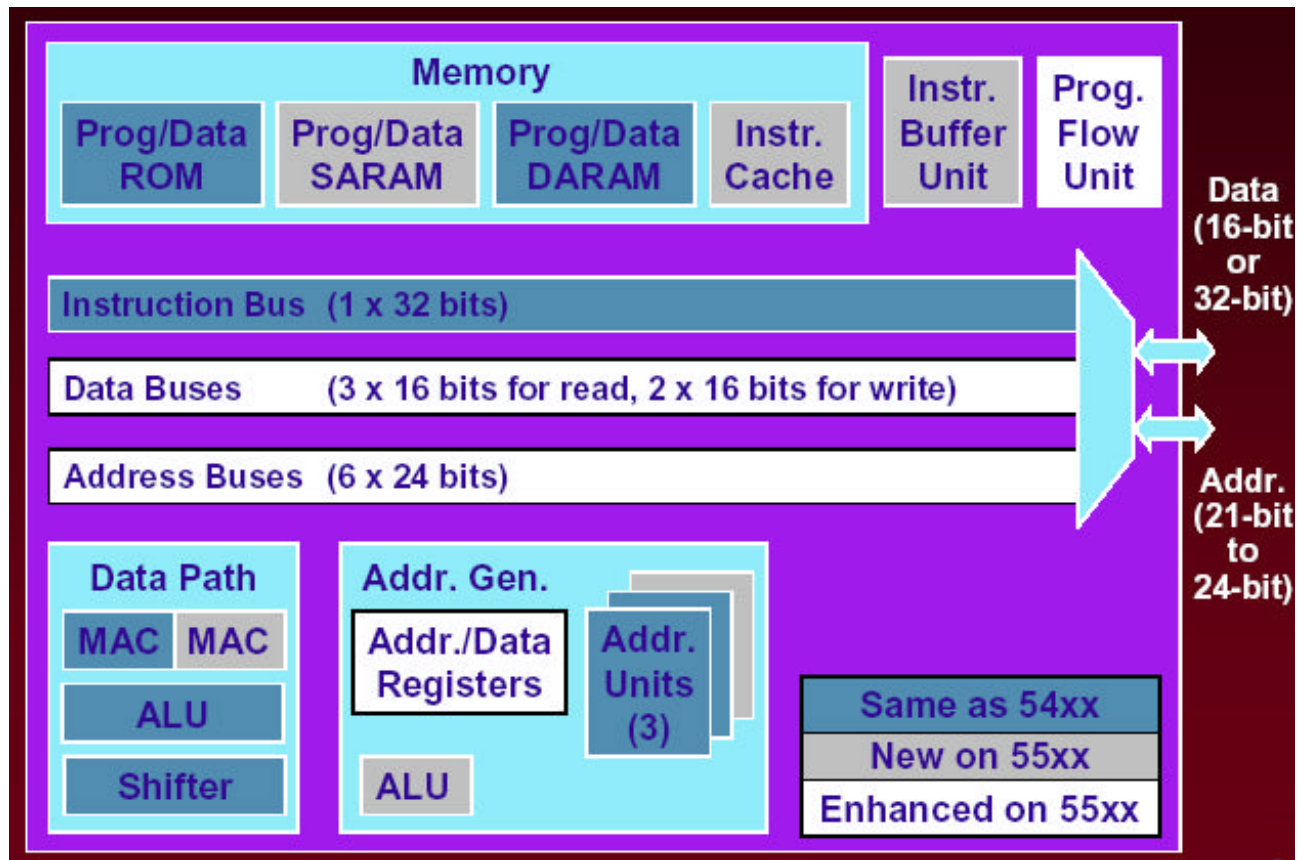 Memory
Prog/Data
ROM
Prog/Data
SARAM
Prog/Data
DARAM
Instr.
Cache
Instr.
Buffer
Unit
Prog.
Flow
Unit
Data
(16-bit
or
32-bit)
Instruction Bus (1 x 32 bits)
Data Buses (3 x 16 bits for read, 2 x 16 bits for write)
Address Buses (6 x 24 bits)
Addr.
(21-bit
to
24-bit)
Data Path
MAC MAC
ALU
Shifter
Addr. Gen.
Addr./Data
Registers
ALU
Addr.
Units
(3)
Same as 54xx
New on 55xx
Enhanced on 55xx